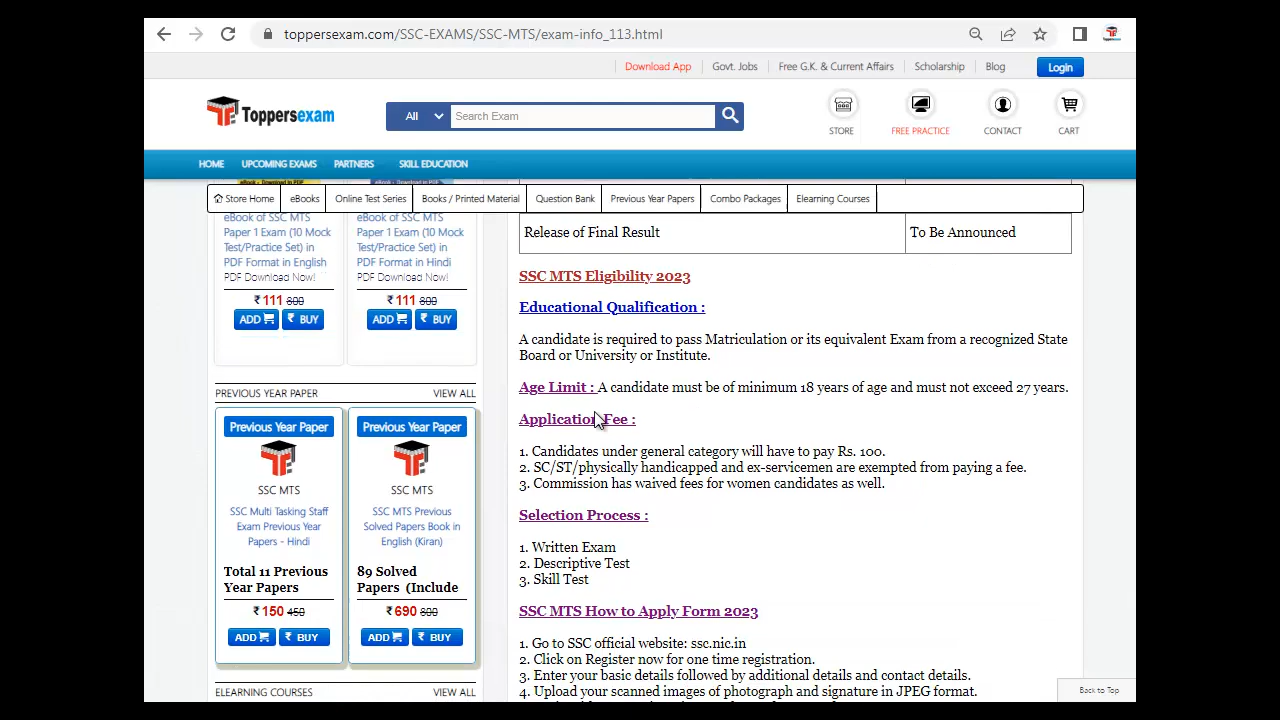 toppersexam.com/SSC-EXAMS/SSC-MTS/exam-info_113.html
Download App
Govt. Jobs
Free G.K. & Current Affairs
Scholarship
Blog
Login
Toppersexam
All
Search Exam
STORE
FREE PRACTICE
CONTACT
CART
HOME
UPCOMING EXAMS
PARTNERS
SKILL EDUCATION
Store Home
eBooks
Online Test Series
Books / Printed Material
Question Bank
Previous Year Papers
Combo Packages
Elearning Courses
eBook of SSC MTS
Paper 1 Exam (10 Mock
Test/Practice Set) in
PDF Format in English
PDF Download Now!
₹ 111 800
ADD
₹ BUY
eBook of SSC MTS
Paper 1 Exam (10 Mock
Test/Practice Set) in
PDF Format in Hindi
PDF Download Now!
₹ 111 800
ADD
₹ BUY
PREVIOUS YEAR PAPER
VIEW ALL
Previous Year Paper
SSC MTS
SSC Multi Tasking Staff
Exam Previous Year
Papers - Hindi
Total 11 Previous
Year Papers
₹ 150 450
ADD
₹ BUY
Previous Year Paper
SSC MTS
SSC MTS Previous
Solved Papers Book in
English (Kiran)
89 Solved
Papers (Include
₹ 690 800
ADD
₹ BUY
ELEARNING COURSES
VIEW ALL
Release of Final Result
To Be Announced
SSC MTS Eligibility 2023
Educational Qualification :
A candidate is required to pass Matriculation or its equivalent Exam from a recognized State
Board or University or Institute.
Age Limit : A candidate must be of minimum 18 years of age and must not exceed 27 years.
Application Fee :
1. Candidates under general category will have to pay Rs. 100.
2. SC/ST/physically handicapped and ex-servicemen are exempted from paying a fee.
3. Commission has waived fees for women candidates as well.
Selection Process :
1. Written Exam
2. Descriptive Test
3. Skill Test
SSC MTS How to Apply Form 2023
1. Go to SSC official website: ssc.nic.in
2. Click on Register now for one time registration.
3. Enter your basic details followed by additional details and contact details.
4. Upload your scanned images of photograph and signature in JPEG format.
Back to Top